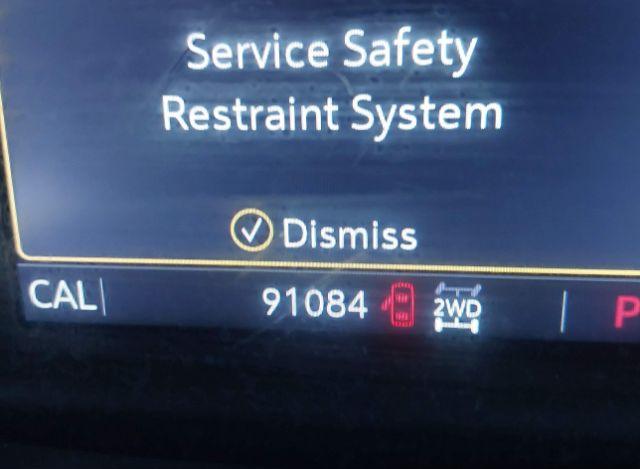 Service Safety
Restraint System
Dismiss
CAL 91084 2WD P